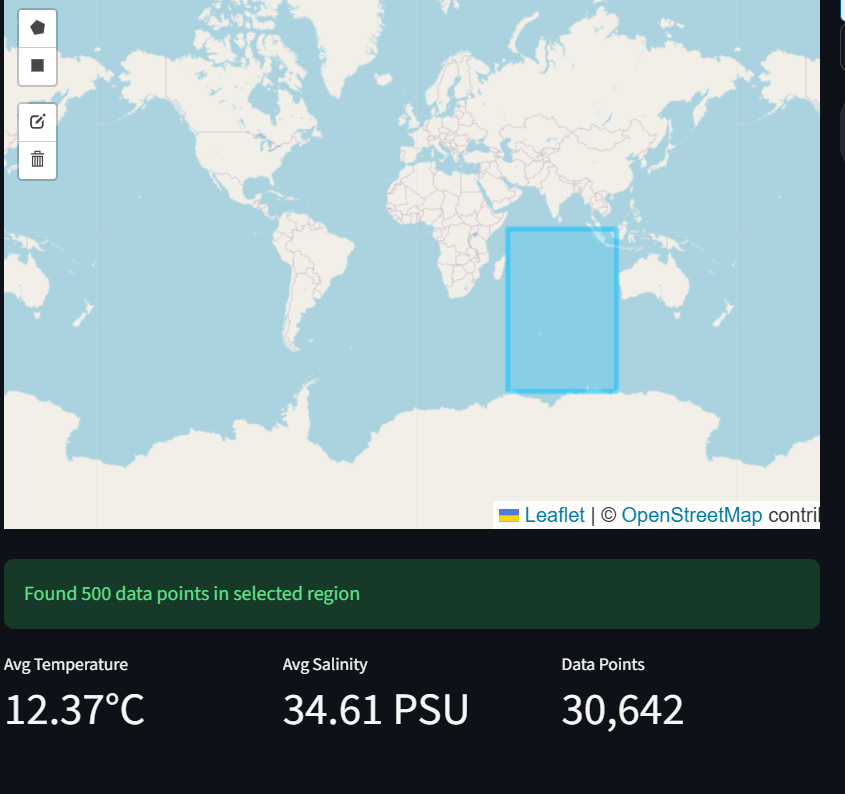 Leaflet | © OpenStreetMap contri
Found 500 data points in selected region
Avg Temperature
12.37°C
Avg Salinity
34.61 PSU
Data Points
30,642